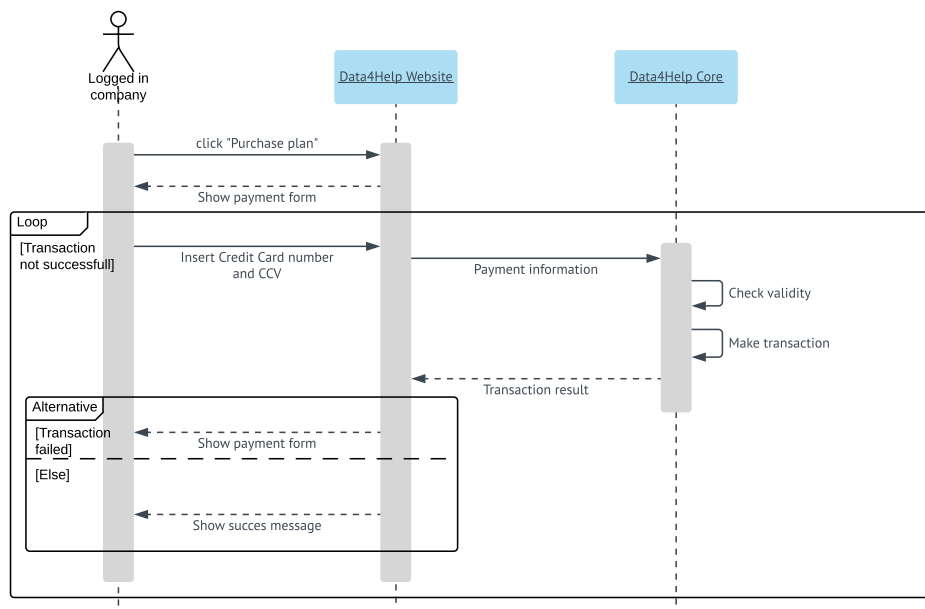 Logged in
company
Data4Help Website
Data4Help Core
click "Purchase plan"
Show payment form
Loop
[Transaction
not successfull]
Insert Credit Card number
and CCV
Payment information
Check validity
Make transaction
Transaction result
Alternative
[Transaction
failed]
Show payment form
[Else]
Show succes message